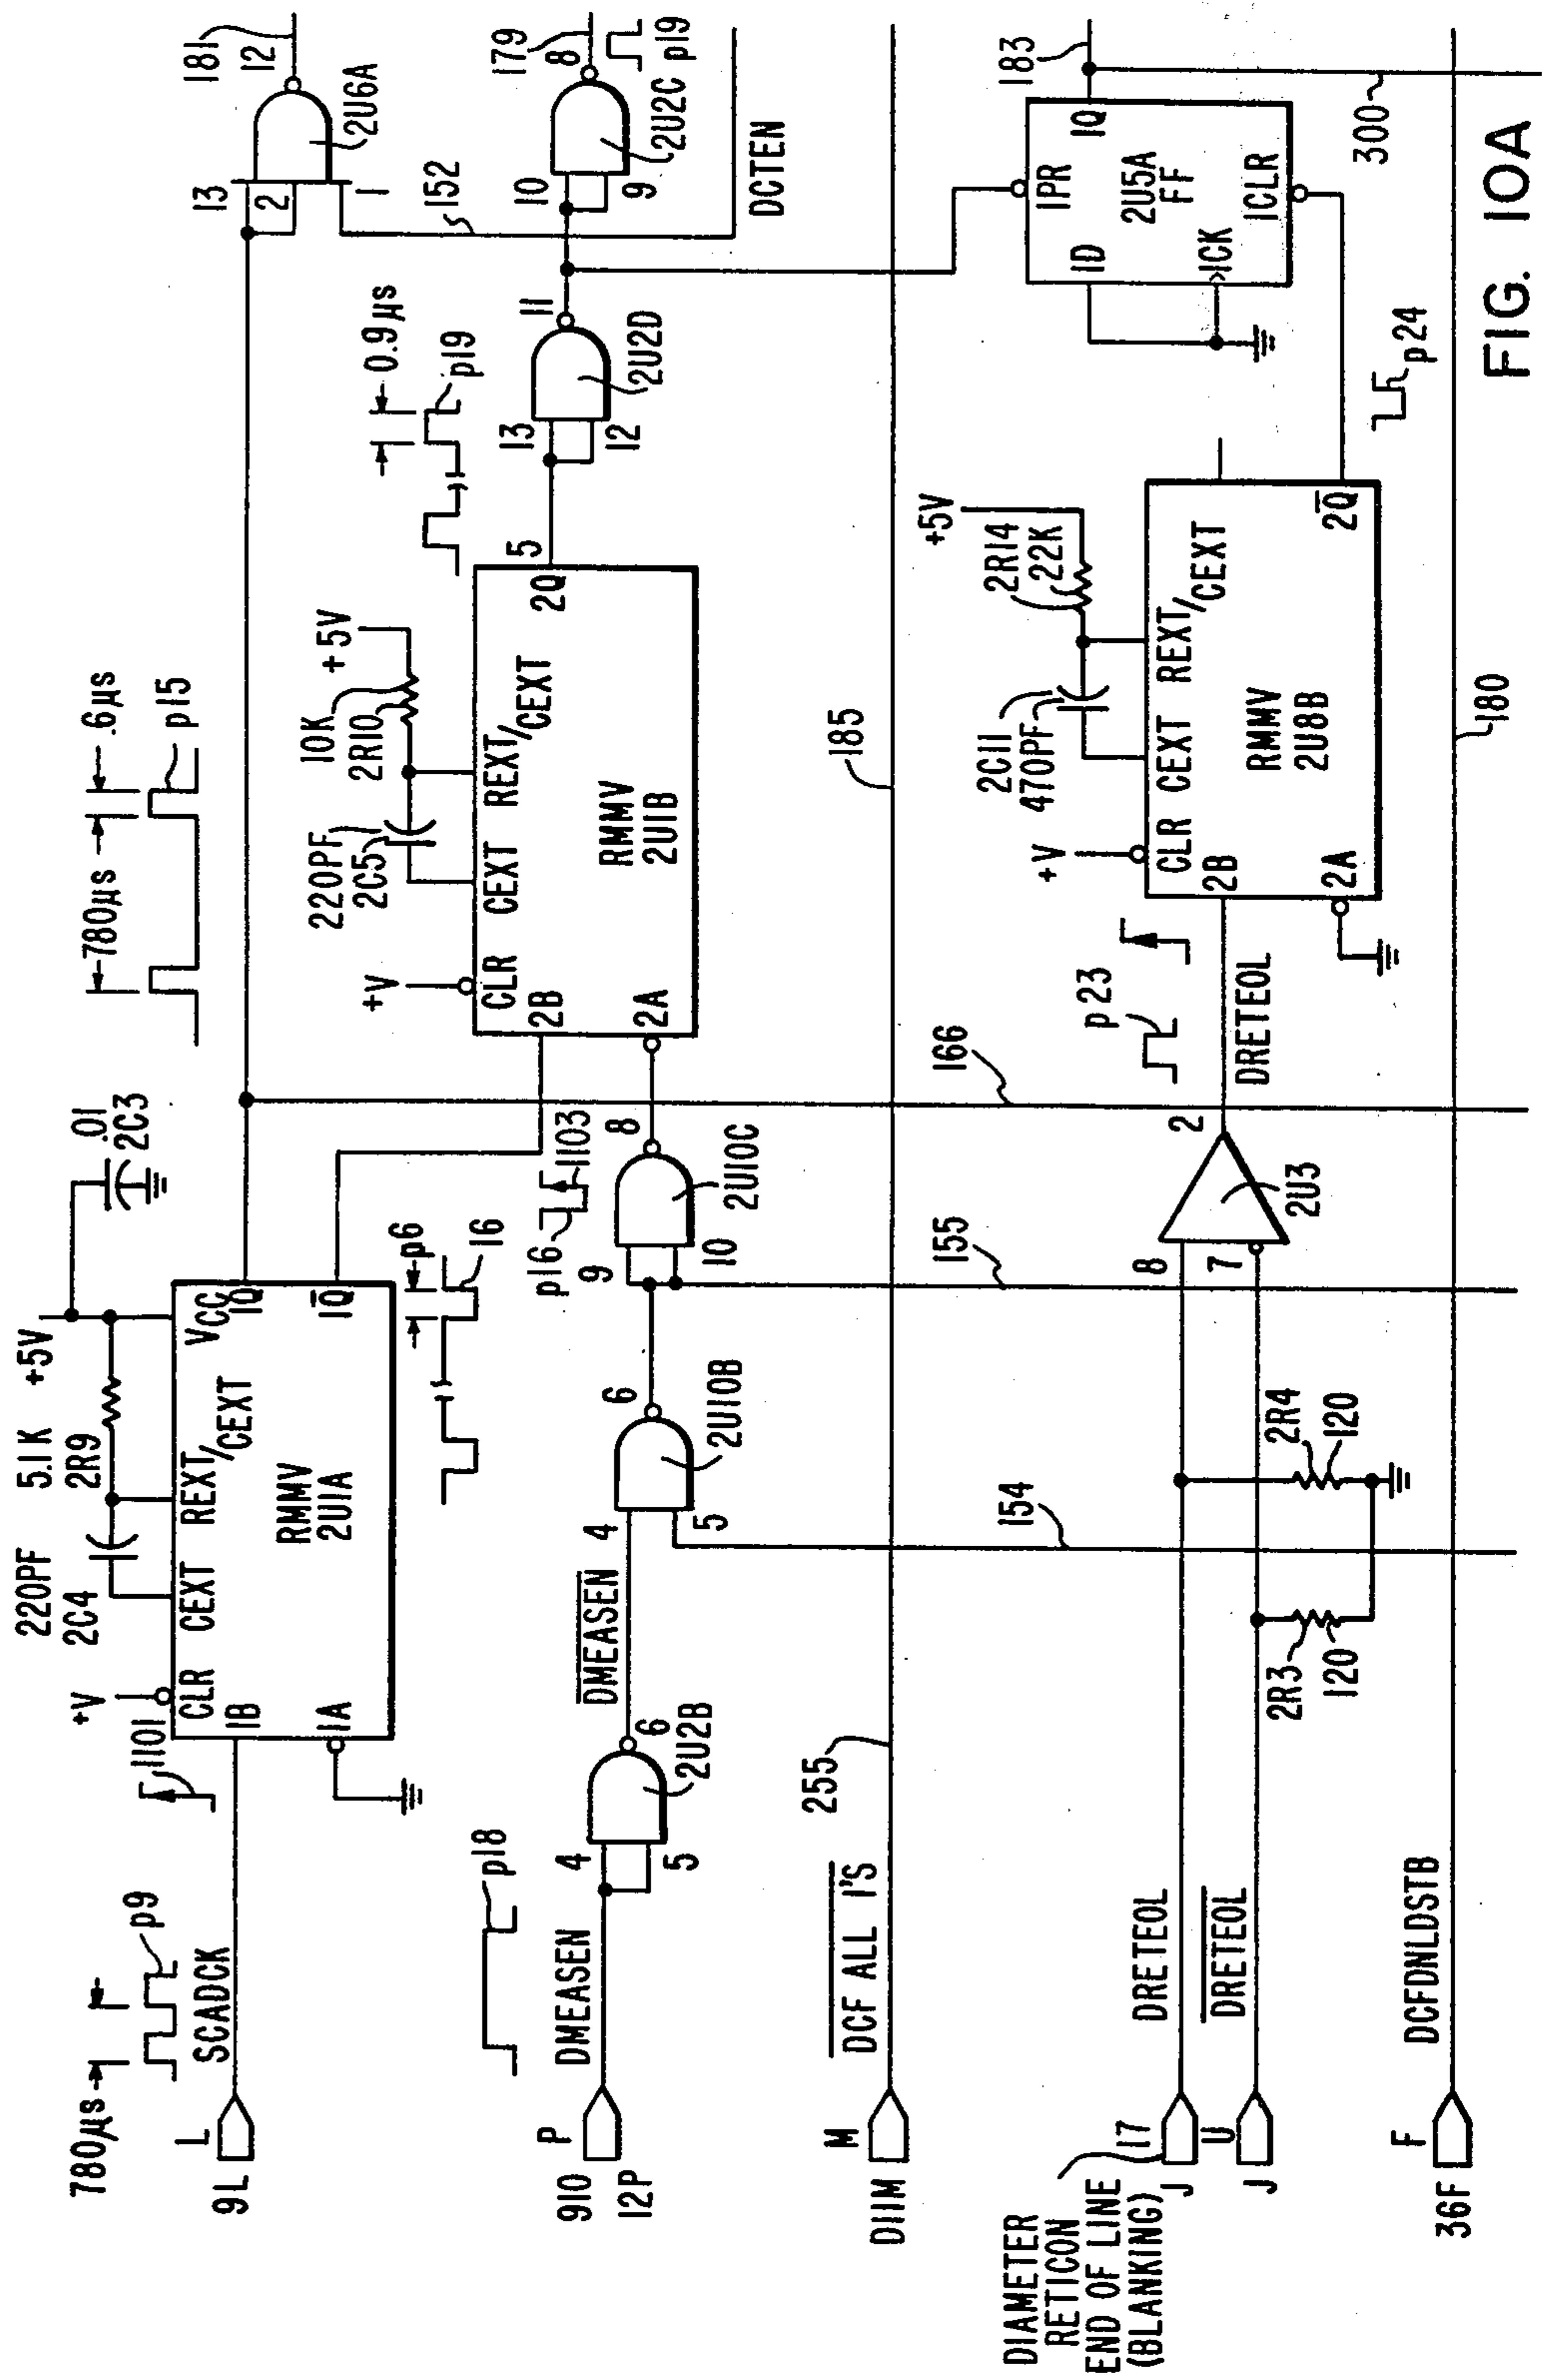 780µs
p9
L
9L
SCADCK
1101
+V
CLR
1B
1A
220PF
2C4
CEXT
5.1K
2R9
REXT
/CEXT
RMMV
2U1A
+5V
VCC
1Q
1Q̅
.01
2C3
p6
16
780µs
.6µs
p15
13
2
1
181
12
2U6A
152
DCTEN
p18
P
910
12P
DMEASEN
4
5
6
2U2B
D̅M̅E̅A̅S̅E̅N̅
4
5
6
2U10B
p16
1103
9
10
8
2U10C
+V
CLR
2B
2A
220PF
2C5
CEXT
10K
2R10
+5V
REXT
/CEXT
RMMV
2U1B
2Q
5
0.9µs
p19
13
12
11
2U2D
10
9
179
8
2U2C
p19
M
D11M
D̅C̅F̅ A̅L̅L̅ 1̅'̅S̅
255
185
154
155
166
DIAMETER
RETICON
END OF LINE
(BLANKING)
17
J
U
J
DRETEOL
D̅R̅E̅T̅E̅O̅L̅
2R3
120
2R4
120
8
7
2
2U3
p23
DRETEOL
+V
CLR
2B
2A
2C11
470PF
CEXT
2R14
22K
+5V
REXT
/CEXT
RMMV
2U8B
2Q̅
p24
1PR
1D
1Q
2U5A
FF
1CK
1CLR
183
300
F
36F
DCFDNLDSTB
180
FIG. 10A